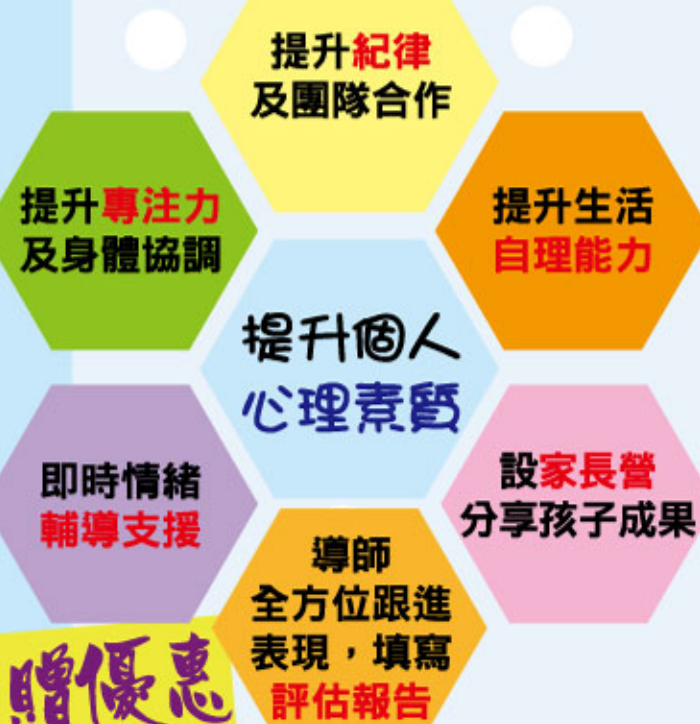 提升紀律
及團隊合作
提升專注力
及身體協調
提升生活
自理能力
提升個人
心理素質
即時情緒
輔導支援
設家長營
分享孩子成果
導師
全方位跟進
表現，填寫
評估報告
贈優惠